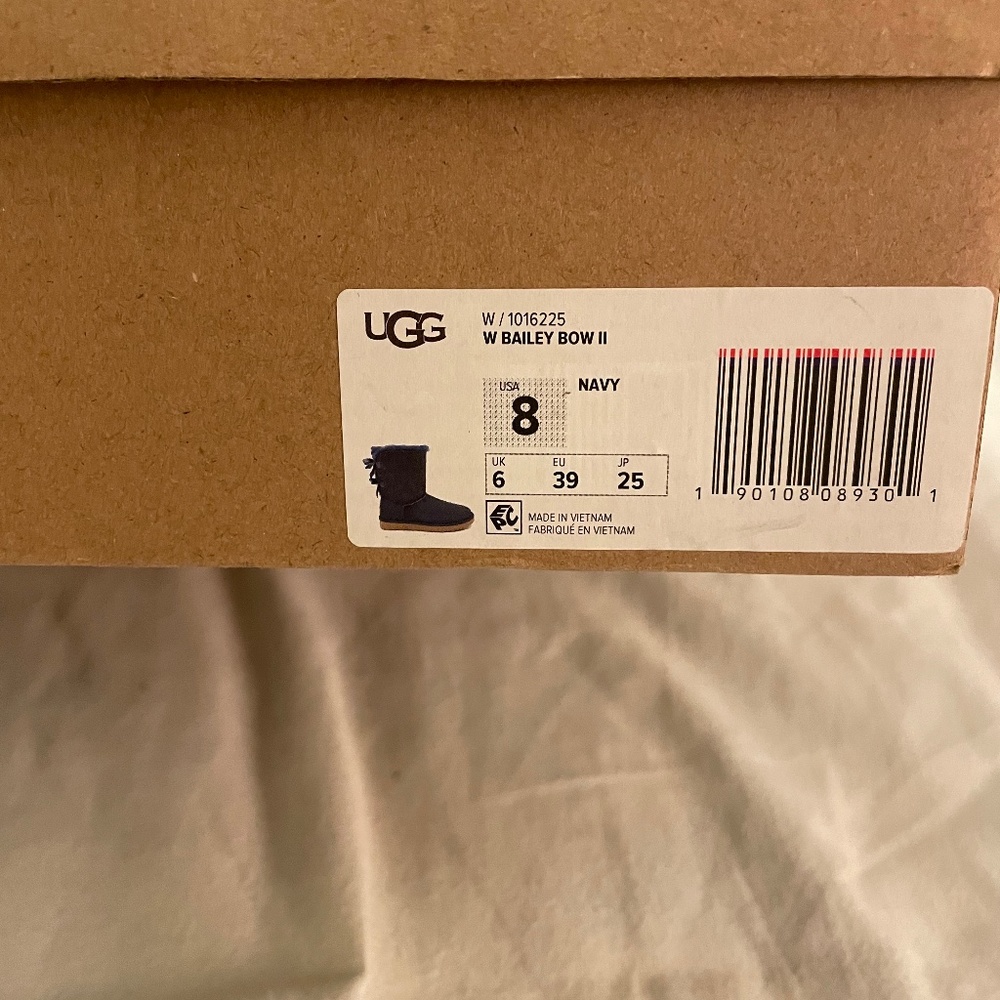 UGG
W / 1016225
W BAILEY BOW II
USA
8
NAVY
UK EU JP
6 39 25
MADE IN VIETNAM
FABRIQUÉ EN VIETNAM
1 90108 08930 1